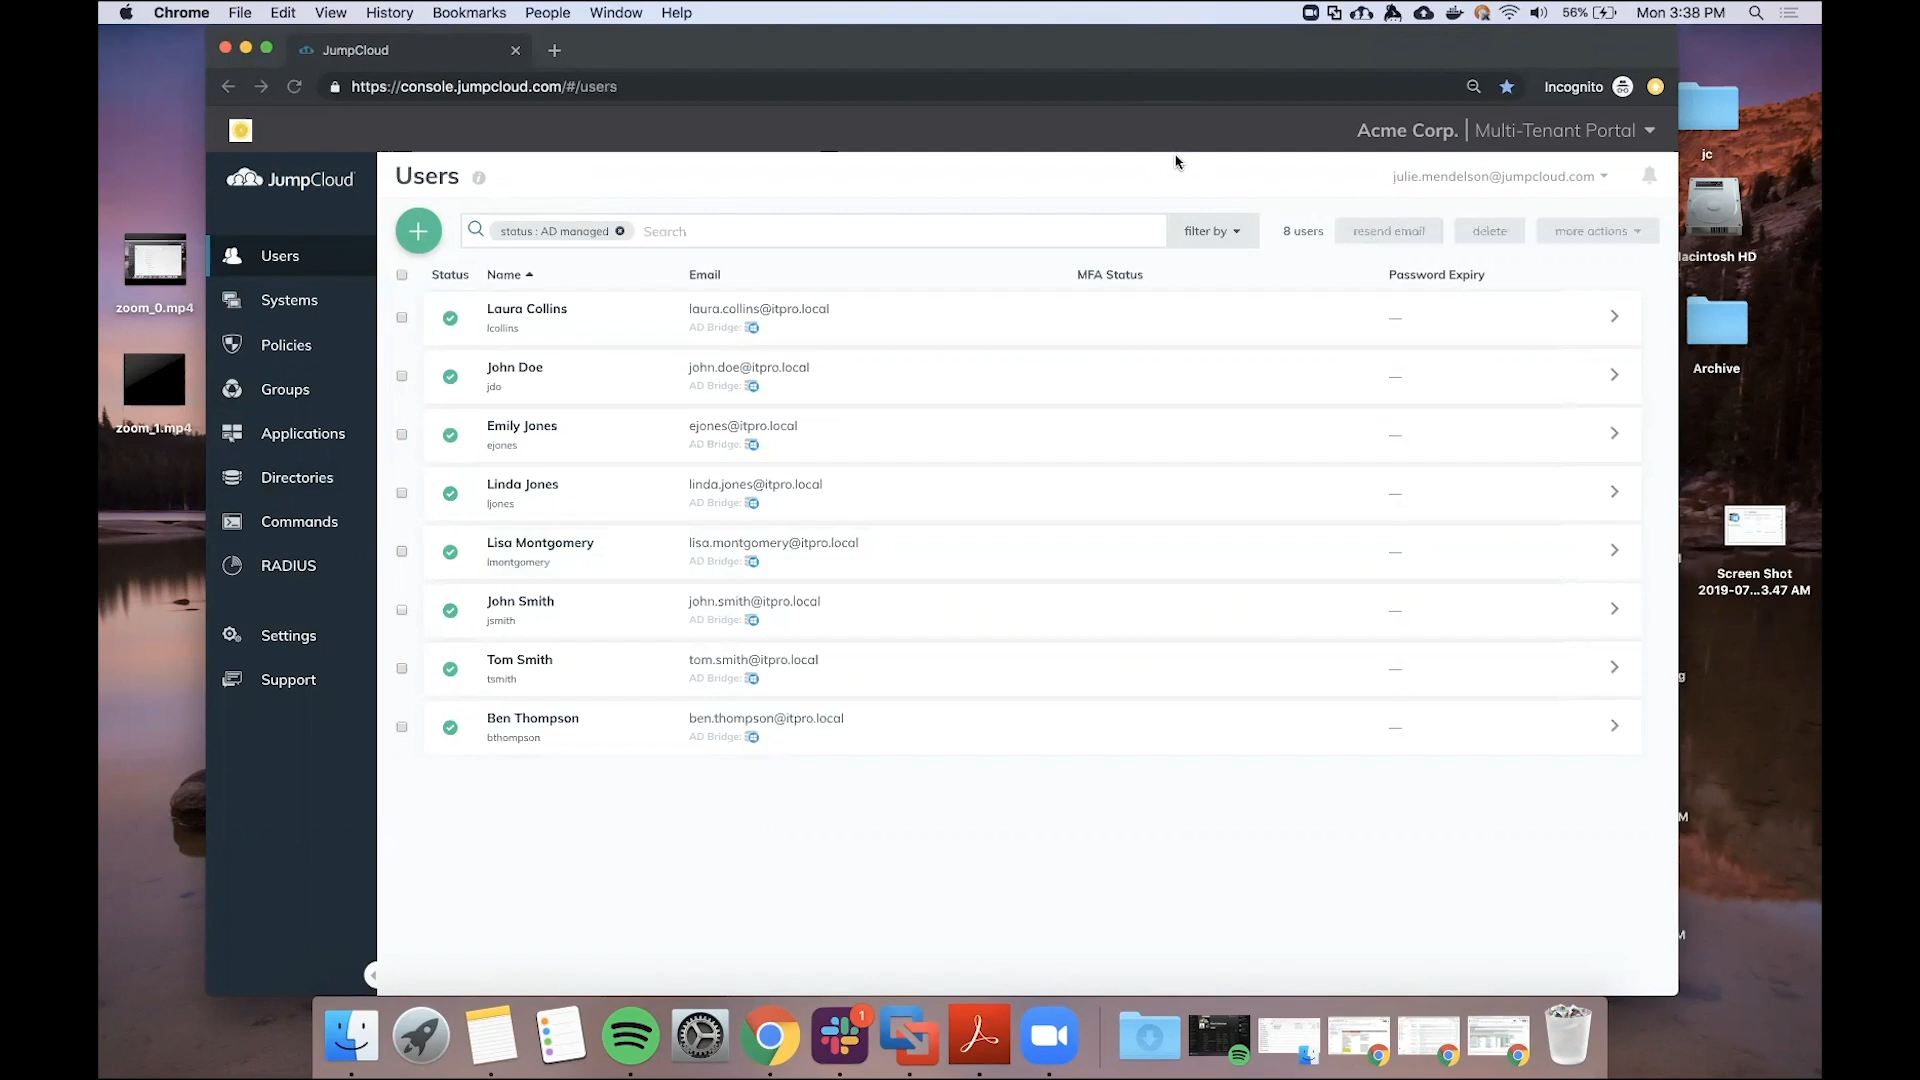 Chrome File Edit View History Bookmarks People Window Help 56% Mon 3:38 PM
JumpCloud
https://console.jumpcloud.com/#/users Incognito
Acme Corp. | Multi-Tenant Portal
JumpCloud
Users
julie.mendelson@jumpcloud.com
status : AD managed Search filter by 8 users resend email delete more actions
Status Name Email MFA Status Password Expiry
Users
Systems
Policies
Groups
Applications
Directories
Commands
RADIUS
Settings
Support
Laura Collins laura.collins@itpro.local —
lcollins AD Bridge:
John Doe john.doe@itpro.local —
jdo AD Bridge:
Emily Jones ejones@itpro.local —
ejones AD Bridge:
Linda Jones linda.jones@itpro.local —
ljones AD Bridge:
Lisa Montgomery lisa.montgomery@itpro.local —
lmontgomery AD Bridge:
John Smith john.smith@itpro.local —
jsmith AD Bridge:
Tom Smith tom.smith@itpro.local —
tsmith AD Bridge:
Ben Thompson ben.thompson@itpro.local —
bthompson AD Bridge:
zoom_0.mp4
zoom_1.mp4
jc
lacintosh HD
Archive
Screen Shot
2019-07...3.47 AM
g
M
M
1